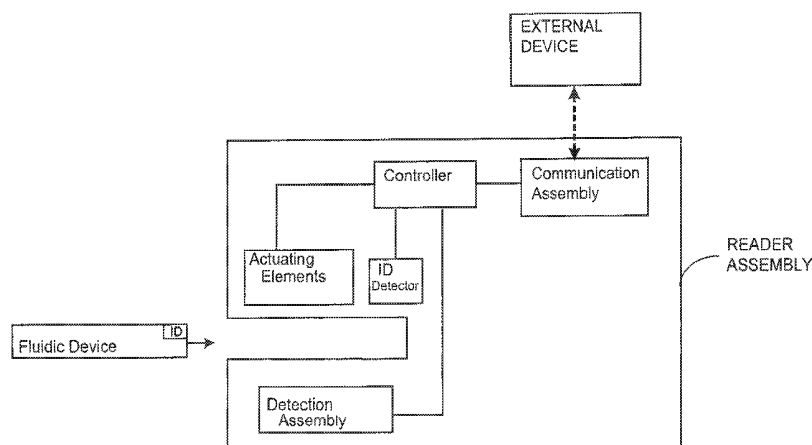 EXTERNAL
DEVICE
Controller
Communication
Assembly
Actuating
Elements
ID
Detector
READER
ASSEMBLY
ID
Fluidic Device
Detection
Assembly